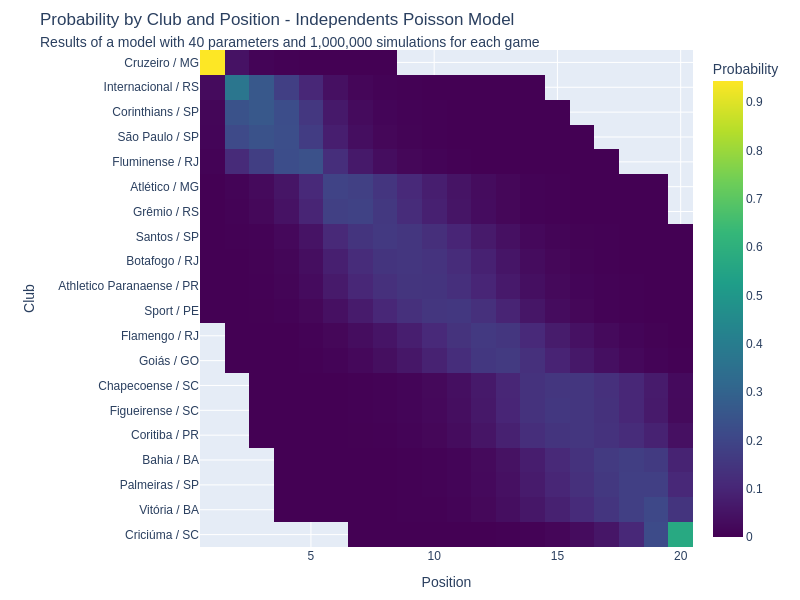 Probability by Club and Position - Independents Poisson Model
Results of a model with 40 parameters and 1,000,000 simulations for each game
Probability
Cruzeiro / MG
Internacional / RS
Corinthians / SP
São Paulo / SP
Fluminense / RJ
Atlético / MG
Grêmio / RS
Santos / SP
Botafogo / RJ
Athletico Paranaense / PR
Sport / PE
Flamengo / RJ
Goiás / GO
Chapecoense / SC
Figueirense / SC
Coritiba / PR
Bahia / BA
Palmeiras / SP
Vitória / BA
Criciúma / SC
Club
5
10
15
20
Position
0.9
0.8
0.7
0.6
0.5
0.4
0.3
0.2
0.1
0